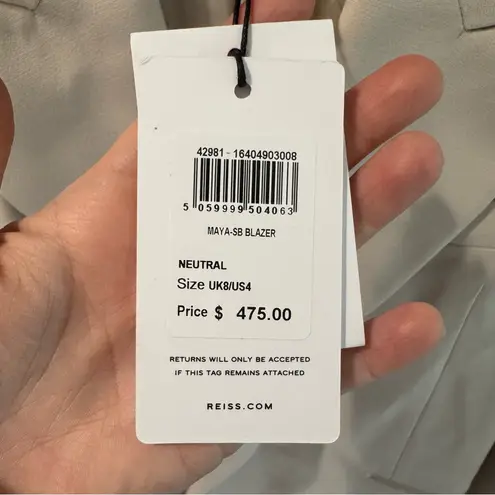 42981 - 16404903008
5 059999 504063
MAYA-SB BLAZER
NEUTRAL
Size UK8/US4
Price $ 475.00
RETURNS WILL ONLY BE ACCEPTED
IF THIS TAG REMAINS ATTACHED
REISS.COM